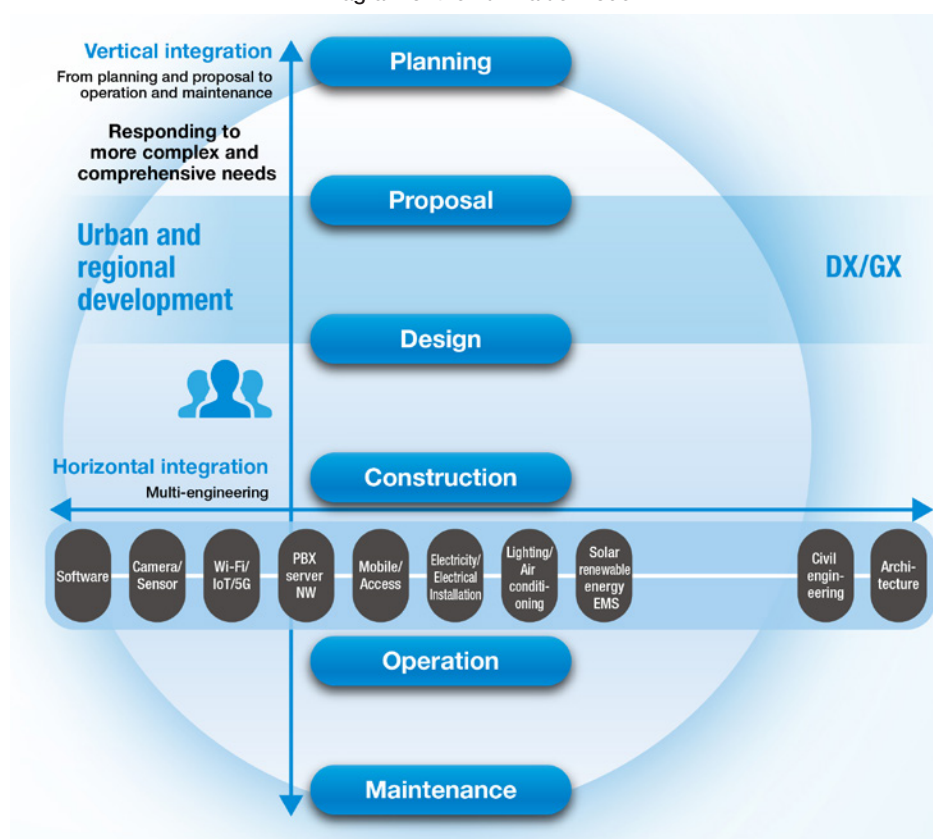 Vertical integration
From planning and proposal to
operation and maintenance
Planning
Responding to
more complex and
comprehensive needs
Proposal
Urban and
regional
development
DX/GX
Design
Horizontal integration
Multi-engineering
Construction
Software
Camera/
Sensor
Wi-Fi/
IoT/5G
PBX
server
NW
Mobile/
Access
Electricity/
Electrical
Installation
Lighting/
Air
conditi-
oning
Solar
renewable
energy
EMS
Civil
engin-
eering
Archi-
tecture
Operation
Maintenance